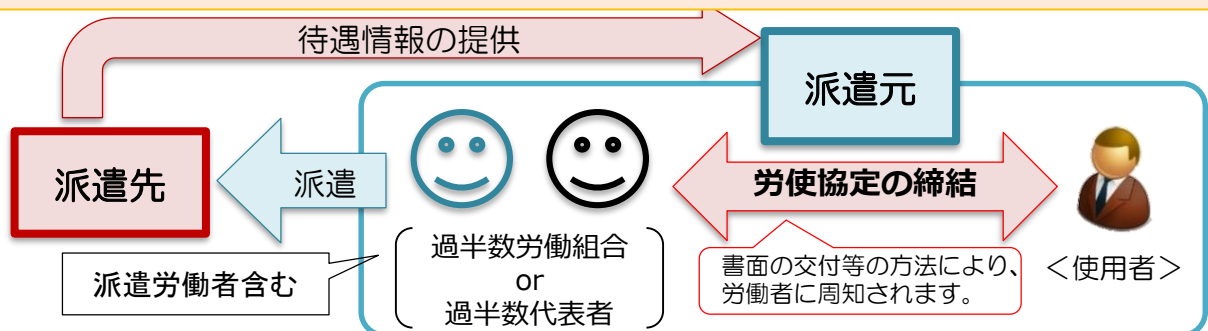 待遇情報の提供
派遣元
派遣先
派遣
労使協定の締結
過半数労働組合
or
過半数代表者
派遣労働者含む
書面の交付等の方法により、
労働者に周知されます。
＜使用者＞